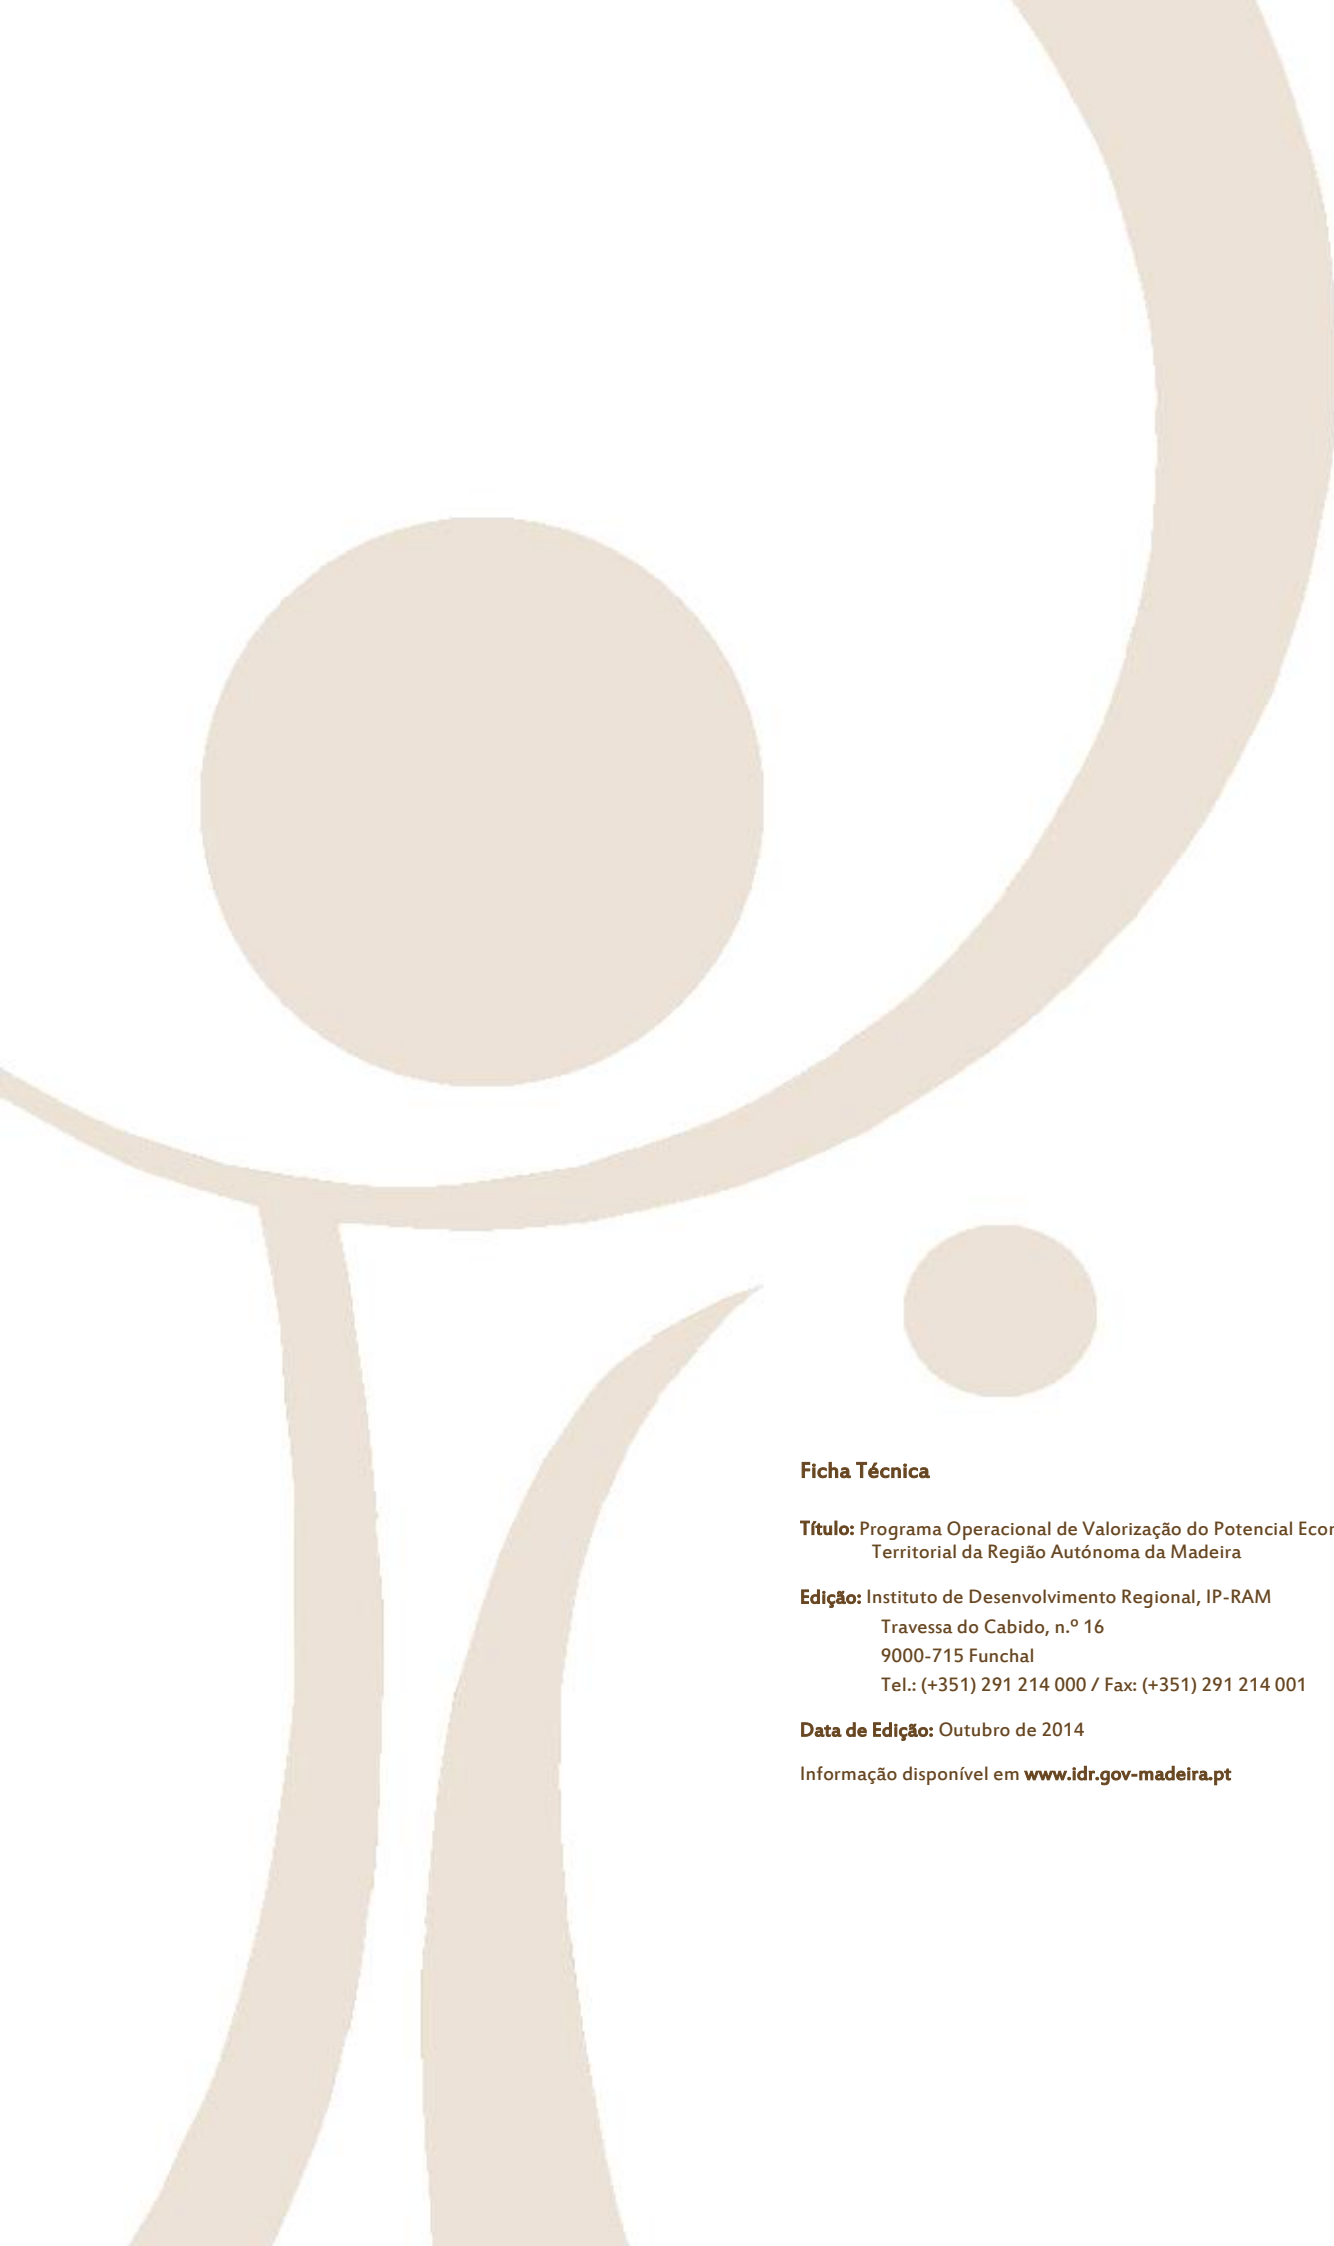 Ficha Técnica
Título: Programa Operacional de Valorização do Potencial
Territorial da Região Autónoma da Madeira
Edição: Instituto de Desenvolvimento Regional, IP-RAM
Travessa do Cabido, n.º 16
9000-715 Funchal
Tel.: (+351) 291 214 000 / Fax: (+351) 291 214 001
Data de Edição: Outubro de 2014
Informação disponível em www.idr.gov-madeira.pt